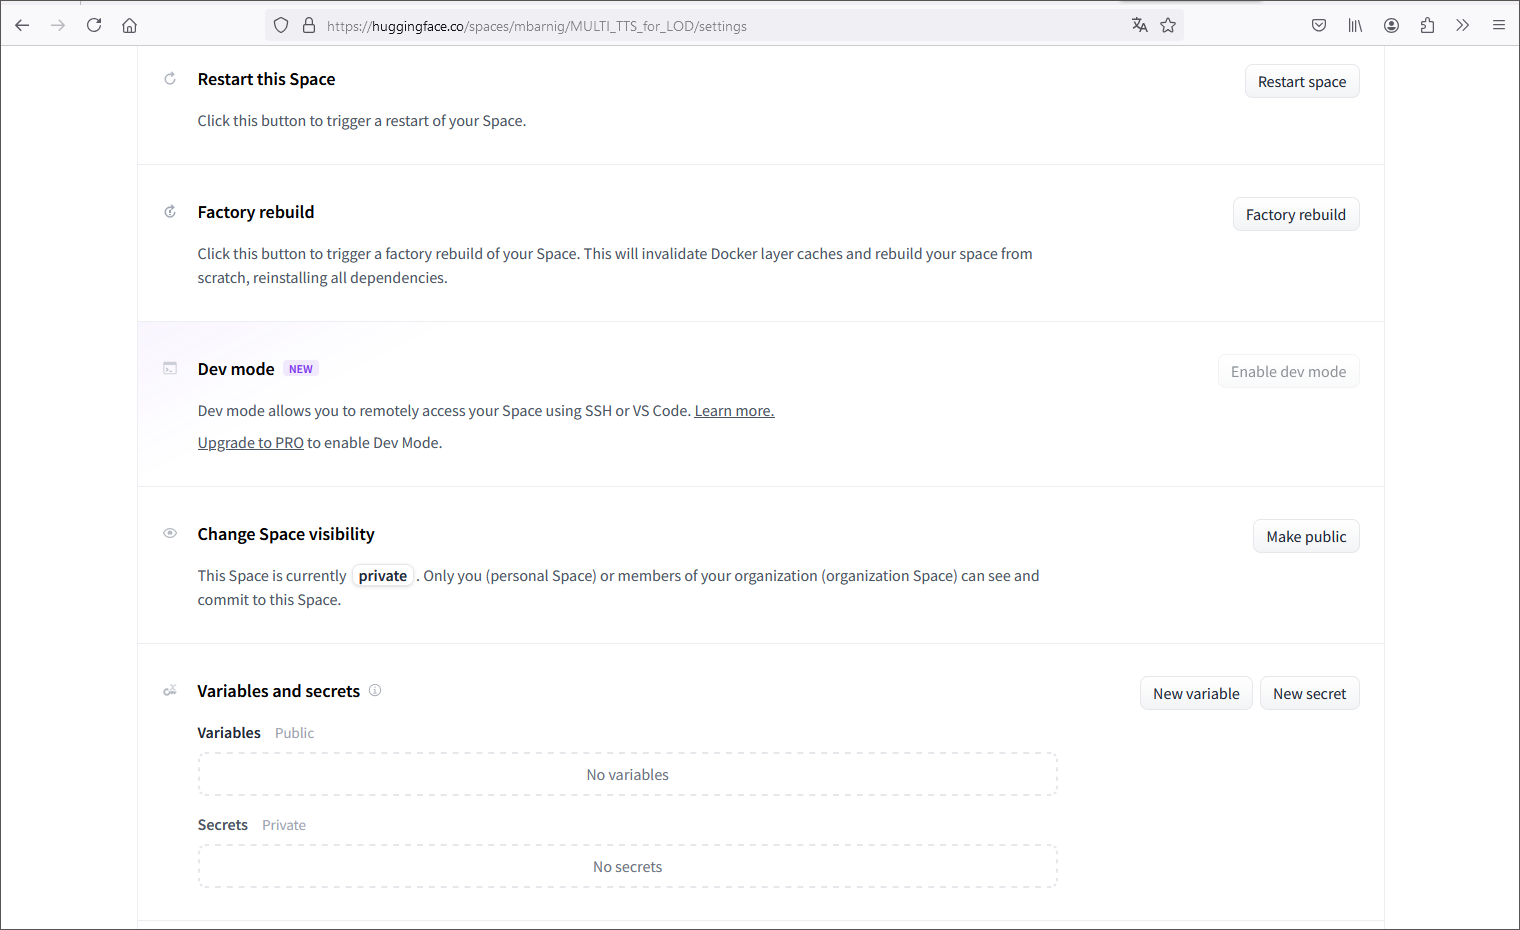 https://huggingface.co/spaces/mbarnig/MULTI_TTS_for_LOD/settings
Restart this Space
Restart space
Click this button to trigger a restart of your Space.
Factory rebuild
Factory rebuild
Click this button to trigger a factory rebuild of your Space. This will invalidate Docker layer caches and rebuild your space from
scratch, reinstalling all dependencies.
Dev mode NEW
Enable dev mode
Dev mode allows you to remotely access your Space using SSH or VS Code. Learn more.
Upgrade to PRO to enable Dev Mode.
Change Space visibility
Make public
This Space is currently private . Only you (personal Space) or members of your organization (organization Space) can see and
commit to this Space.
Variables and secrets
New variable
New secret
Variables Public
No variables
Secrets Private
No secrets